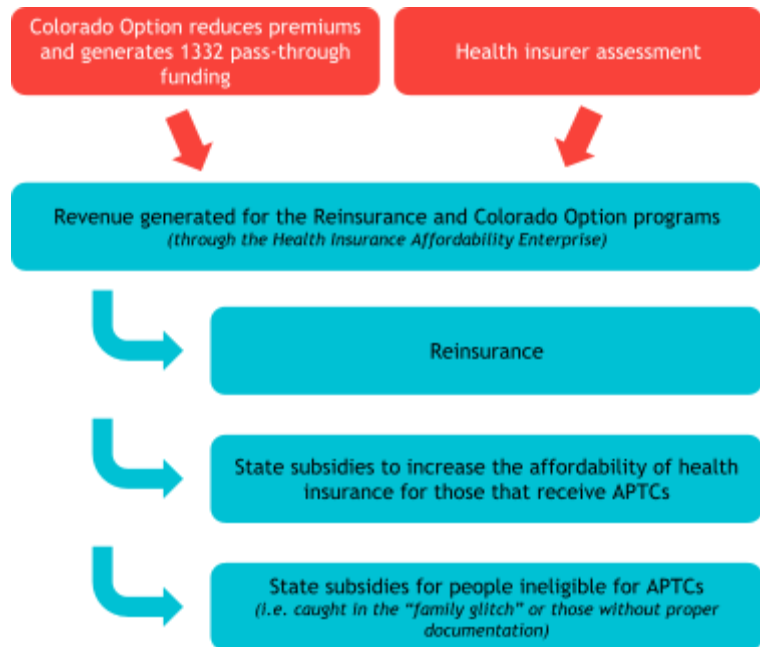 Colorado Option reduces premiums
and generates 1332 pass-through
funding
Health insurer assessment
Revenue generated for the Reinsurance and Colorado Option programs
(through the Health Insurance Affordability Enterprise)
Reinsurance
State subsidies to increase the affordability of health
insurance for those that receive APTCs
State subsidies for people ineligible for APTCs
(i.e. caught in the “family glitch” or those without proper
documentation)